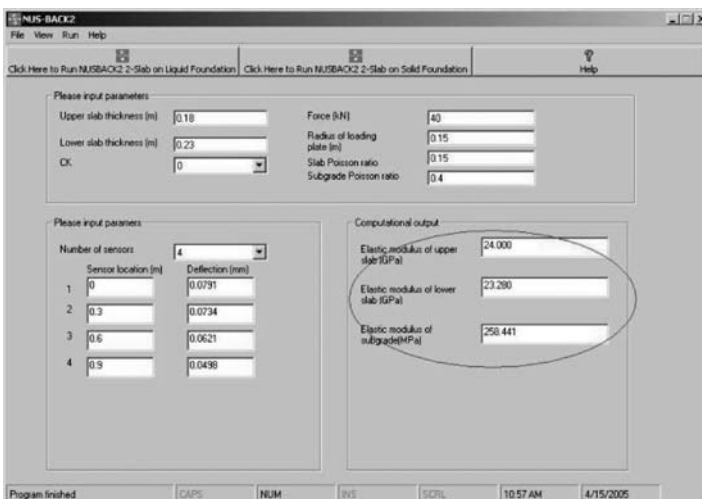 NUS-BACK2
File View Run Help
Click Here to Run NUSBACK2 2-Slab on Liquid Foundation
Click Here to Run NUSBACK2 2-Slab on Solid Foundation
Help
Please input parameters
Upper slab thickness (m) 0.18
Lower slab thickness (m) 0.23
CK 0
Force (kN) 40
Radius of loading
plate (m) 0.15
Slab Poisson ratio 0.15
Subgrade Poisson ratio 0.4
Please input paramers
Number of sensors 4
Sensor location (m) Deflection (mm)
1 0 0.0791
2 0.3 0.0734
3 0.6 0.0621
4 0.9 0.0498
Computational output
Elastic modulus of upper
slab (GPa) 24.000
Elastic modulus of lower
slab (GPa) 23.280
Elastic modulus of
subgrade(MPa) 258.441
Program finished CAPS NUM INS SCRL 10:57 AM 4/15/2005